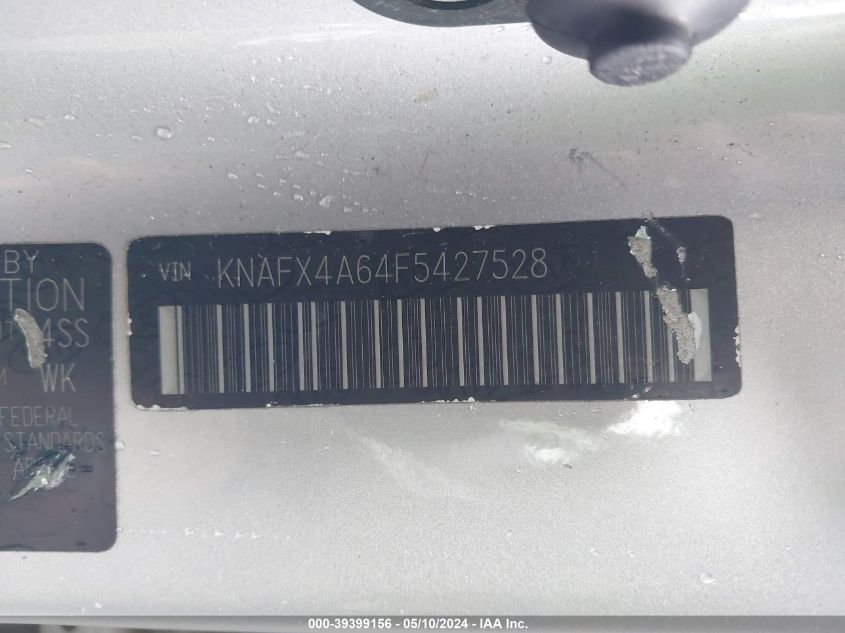 BY
TION
4SS
WK
FEDERAL
STANDARDS
VIN KNAFX4A64F5427528
000-39399156 - 05/10/2024 - IAA Inc.